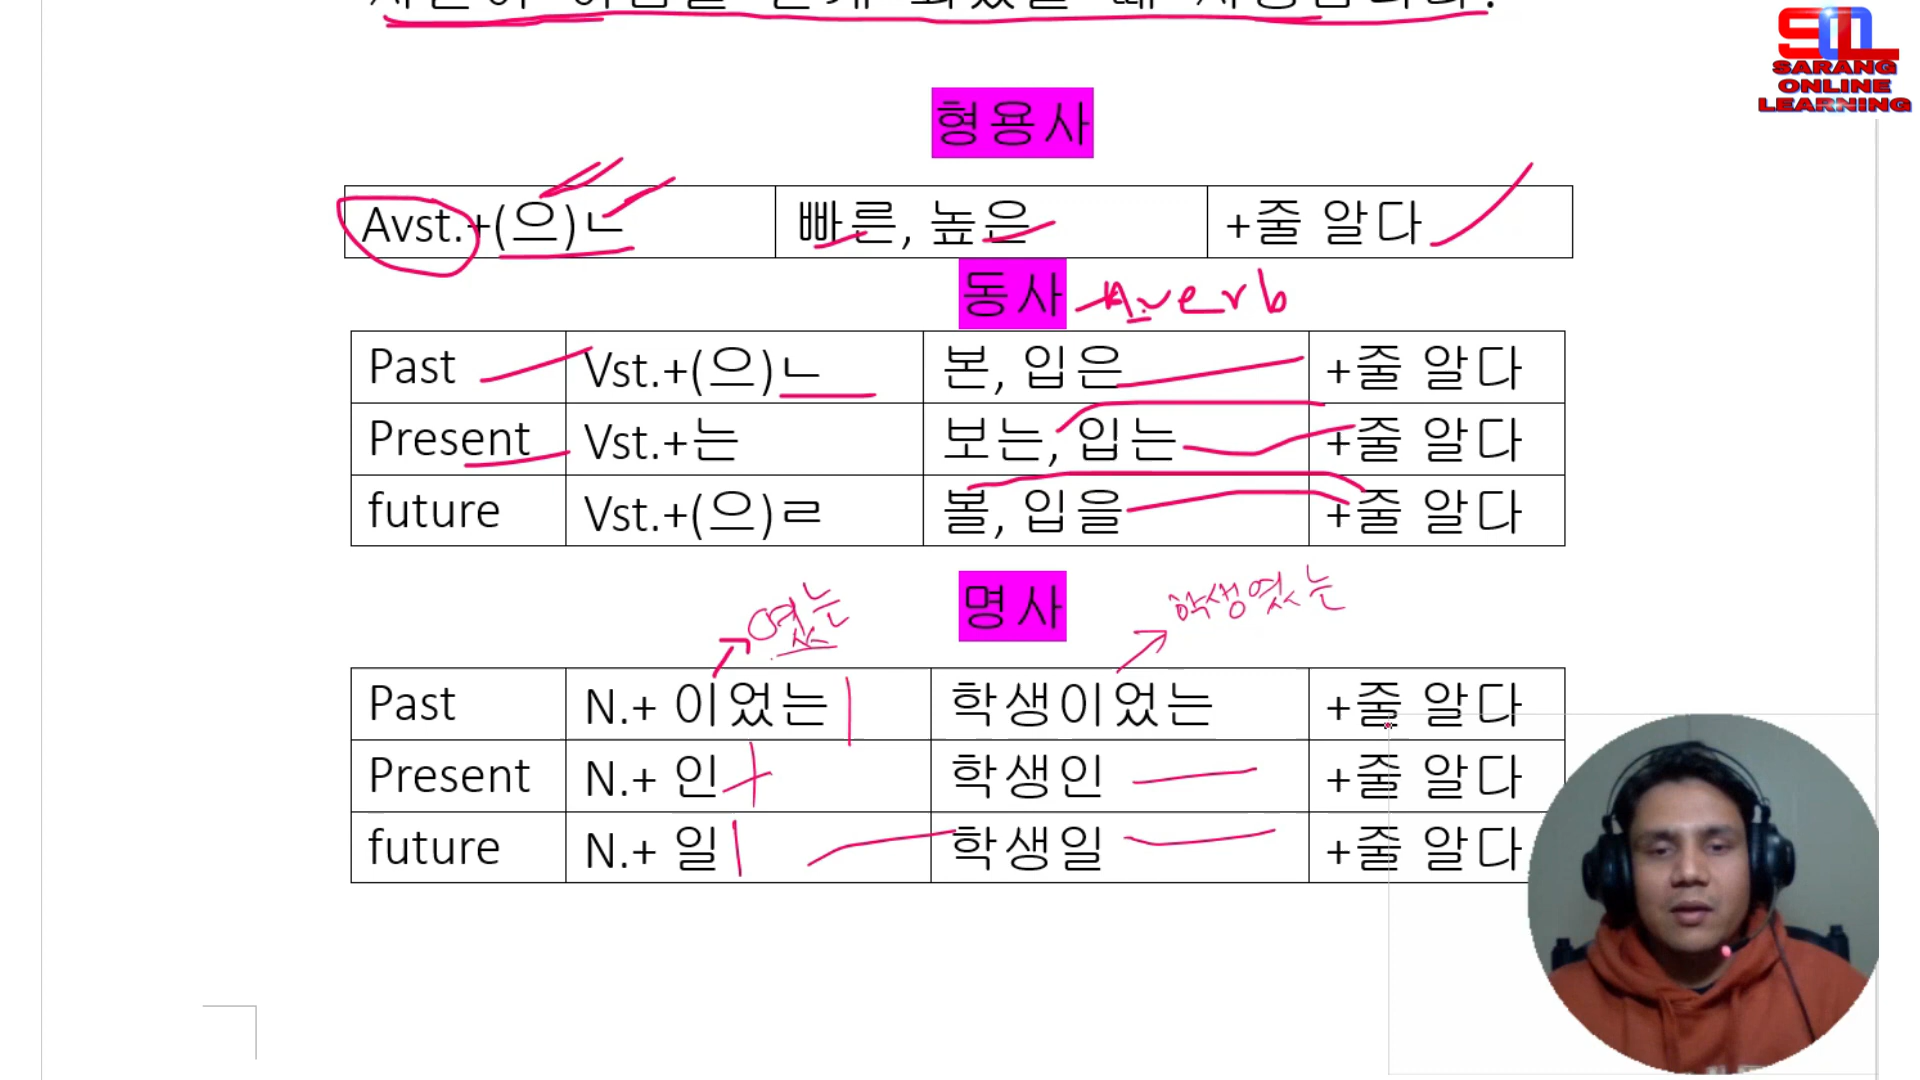 SOL
SARANG
ONLINE
LEARNING
형용사
Avst.+(으)ㄴ 빠른, 높은 +줄 알다
동사 A.verb
Past Vst.+(으)ㄴ 본, 입은 +줄 알다
Present Vst.+는 보는, 입는 +줄 알다
future Vst.+(으)ㄹ 볼, 입을 +줄 알다
였는 명사 학생였는
Past N.+ 이었는 학생이었는 +줄 알다
Present N.+ 인 학생인 +줄 알다
future N.+ 일 학생일 +줄 알다